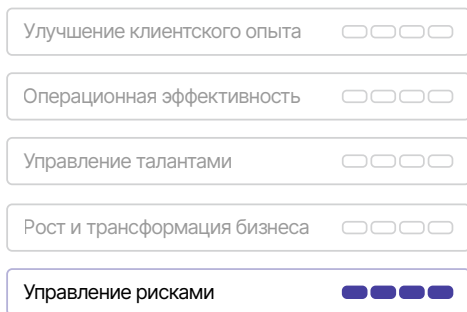 Улучшение клиентского опыта
Операционная эффективность
Управление талантами
Рост и трансформация бизнеса
Управление рисками